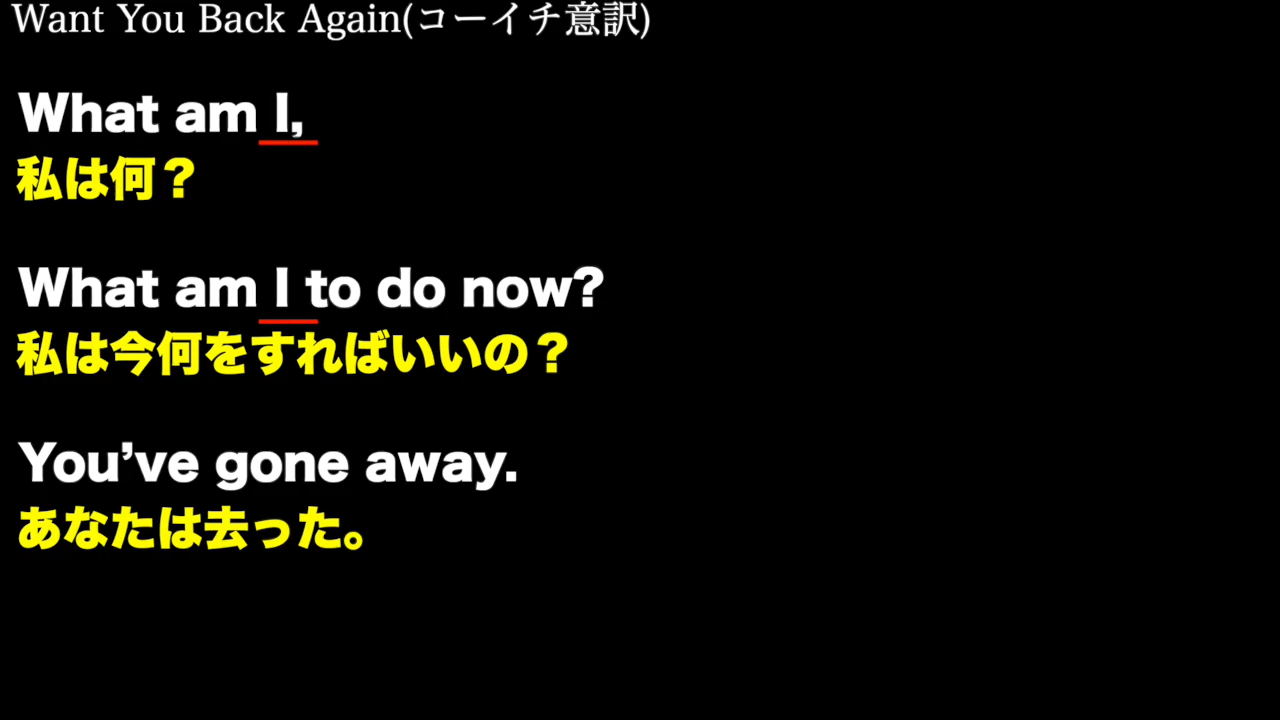 Want You Back Again(コーイチ意訳)
What am I,
私は何？
What am I to do now?
私は今何をすればいいの？
You’ve gone away.
あなたは去った。